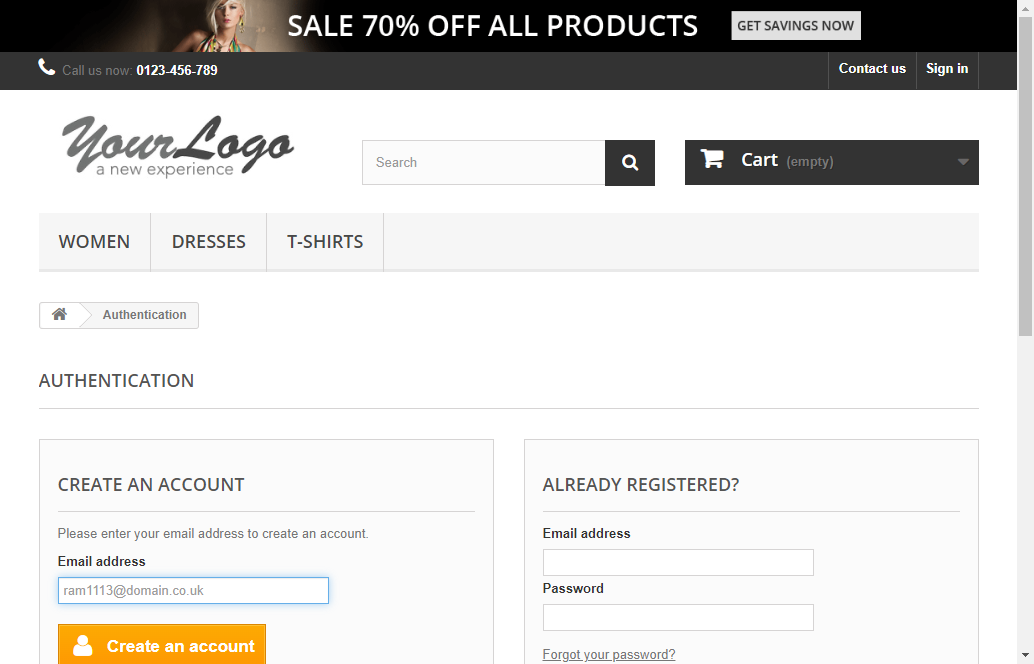 SALE 70% OFF ALL PRODUCTS GET SAVINGS NOW
Call us now: 0123-456-789 Contact us Sign in
YourLogo
a new experience
Search
Cart (empty)
WOMEN DRESSES T-SHIRTS
Authentication
AUTHENTICATION
CREATE AN ACCOUNT
Please enter your email address to create an account.
Email address
ram1113@domain.co.uk
Create an account
ALREADY REGISTERED?
Email address
Password
Forgot your password?